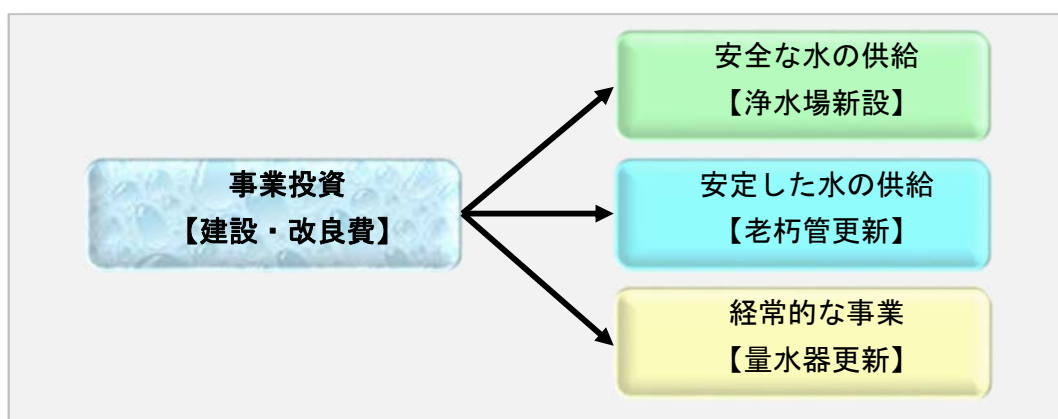 事業投資
【建設・改良費】
安全な水の供給
【浄水場新設】
安定した水の供給
【老朽管更新】
経常的な事業
【量水器更新】